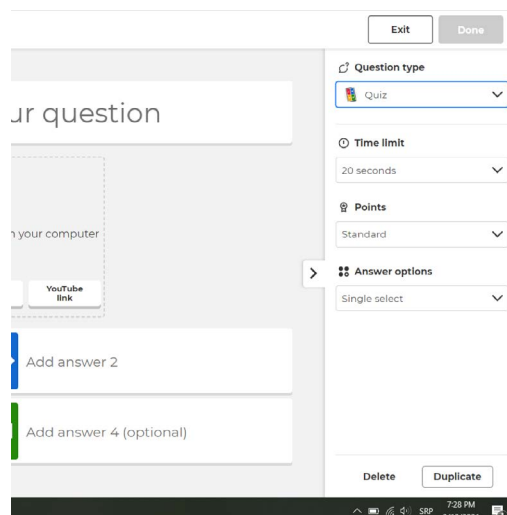 Exit Done
Question type
Quiz
ur question
Time limit
20 seconds
Points
your computer
Standard
Answer options
YouTube
link
Single select
Add answer 2
Add answer 4 (optional)
Delete Duplicate
SRP 7:28 PM